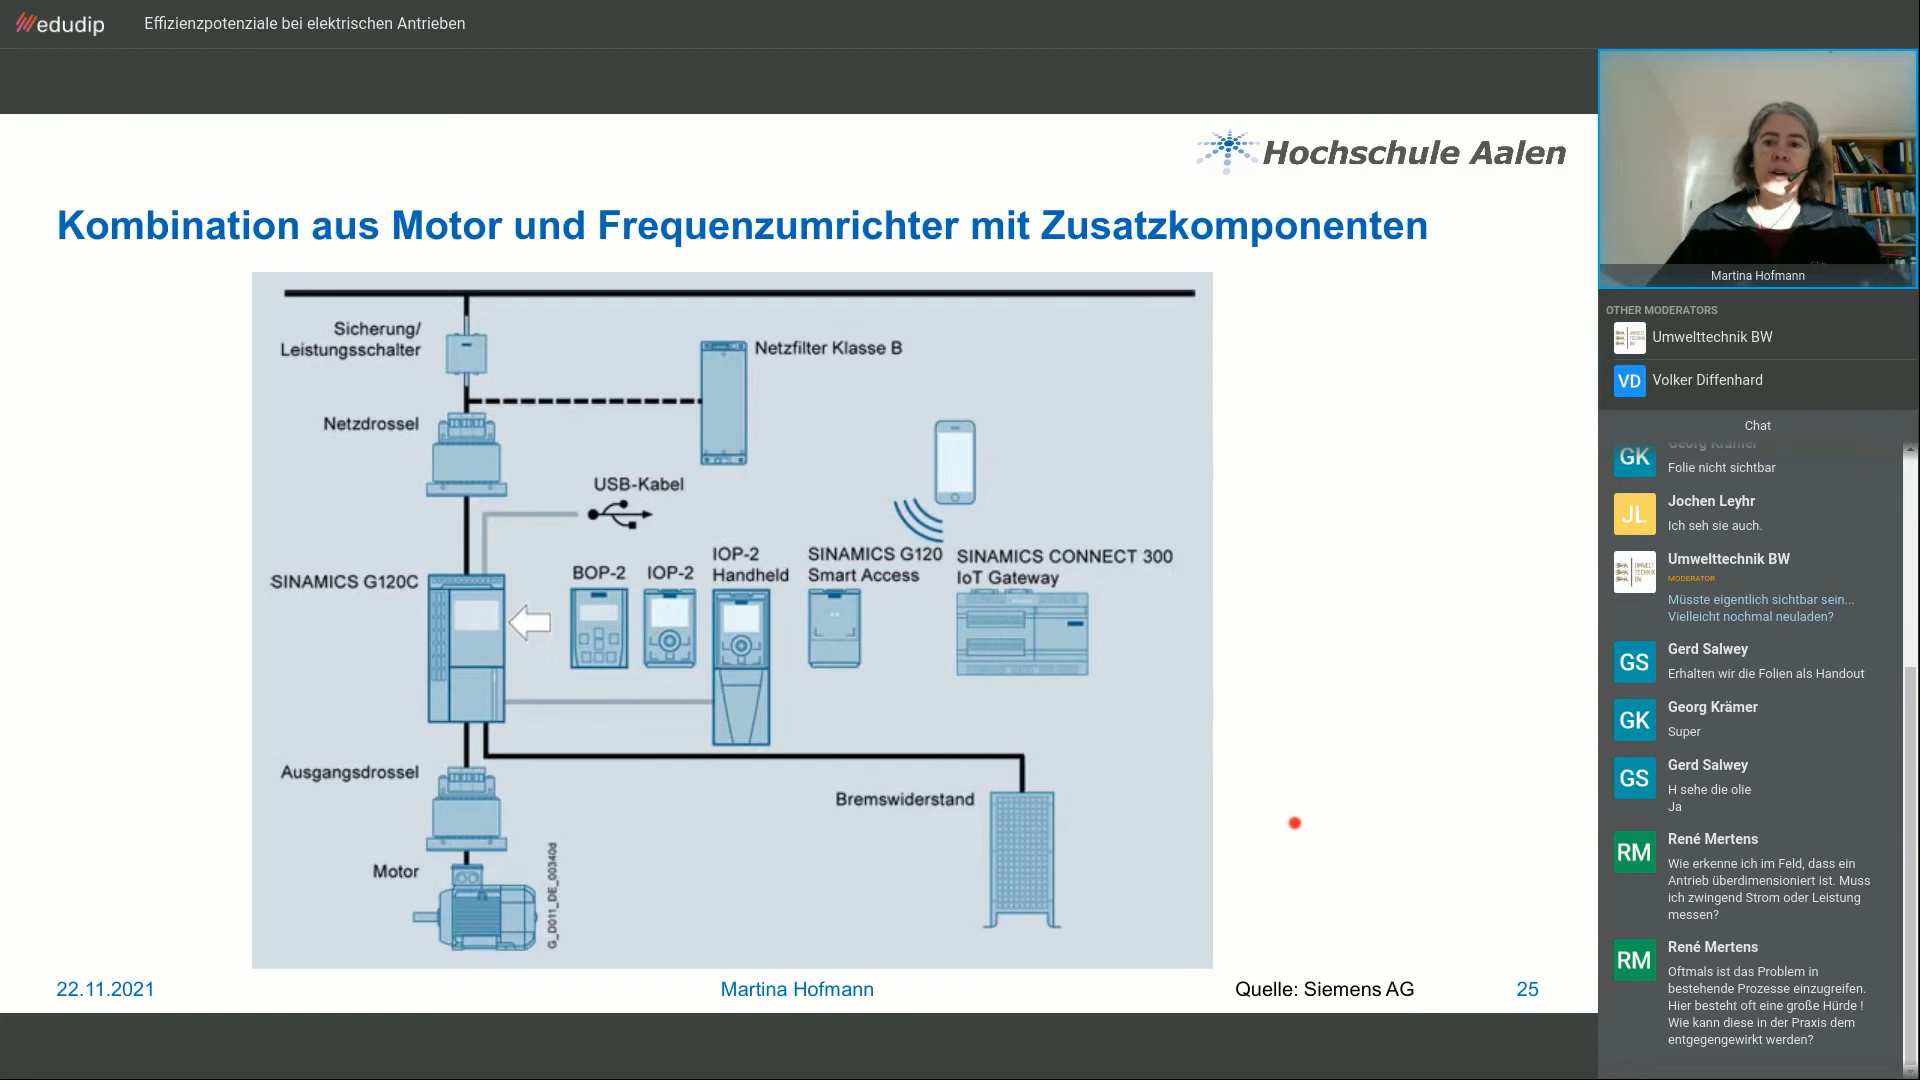 edudip
Effizienzpotenziale bei elektrischen Antrieben
Hochschule Aalen
Kombination aus Motor und Frequenzumrichter mit Zusatzkomponenten
Sicherung/
Leistungsschalter
Netzfilter Klasse B
Netzdrossel
USB-Kabel
SINAMICS G120C
BOP-2
IOP-2
IOP-2
Handheld
SINAMICS G120
Smart Access
SINAMICS CONNECT 300
IoT Gateway
Ausgangsdrossel
Bremswiderstand
Motor
G_D011_DE_00340d
22.11.2021
Martina Hofmann
Quelle: Siemens AG
25
Martina Hofmann
OTHER MODERATORS
Umwelttechnik BW
VD
Volker Diffenhard
Chat
Georg Krämer
GK
Folie nicht sichtbar
JL
Jochen Leyhr
Ich seh sie auch.
Umwelttechnik BW
MODERATOR
Müsste eigentlich sichtbar sein...
Vielleicht nochmal neuladen?
GS
Gerd Salwey
Erhalten wir die Folien als Handout
GK
Georg Krämer
Super
GS
Gerd Salwey
H sehe die olie
Ja
RM
René Mertens
Wie erkenne ich im Feld, dass ein
Antrieb überdimensioniert ist. Muss
ich zwingend Strom oder Leistung
messen?
RM
René Mertens
Oftmals ist das Problem in
bestehende Prozesse einzugreifen.
Hier besteht oft eine große Hürde !
Wie kann diese in der Praxis dem
entgegengewirkt werden?